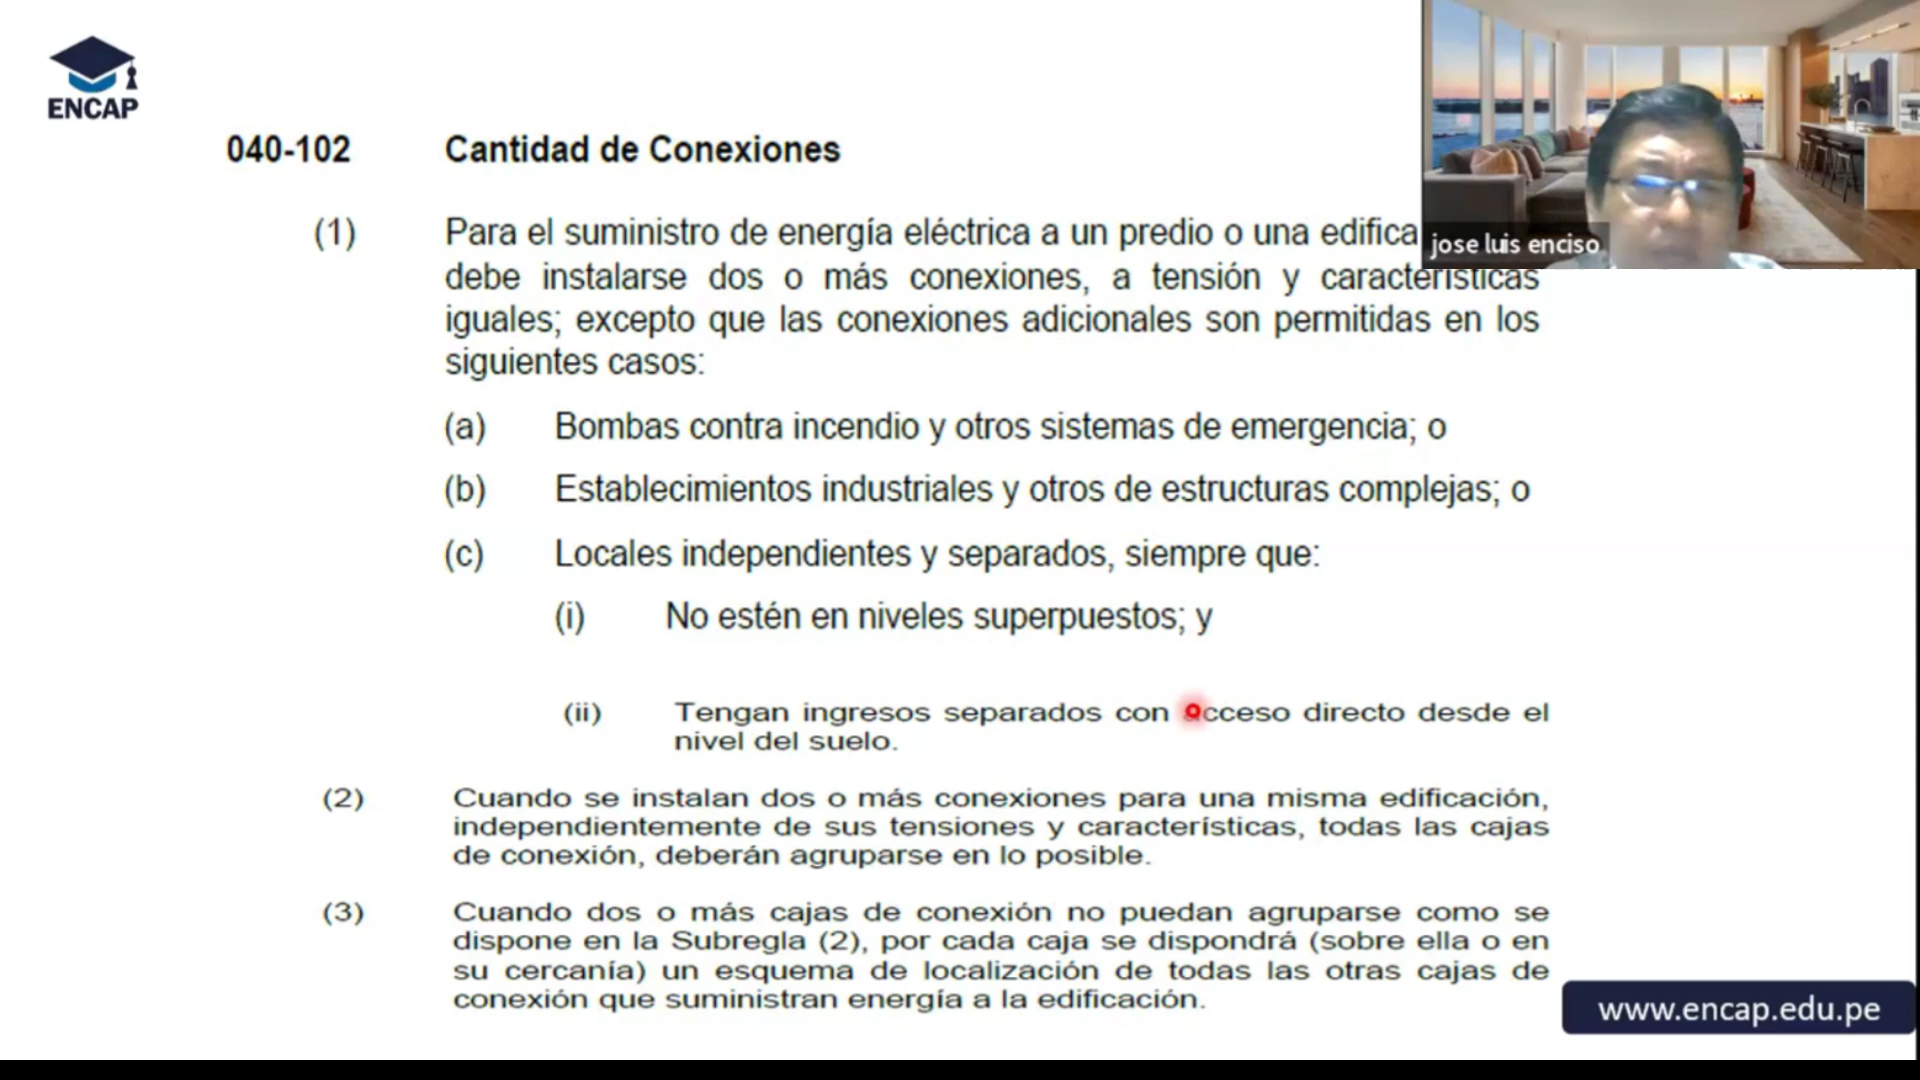 ENCAP
040-102 Cantidad de Conexiones
(1) Para el suministro de energía eléctrica a un predio o una edifica
debe instalarse dos o más conexiones, a tensión y características
iguales; excepto que las conexiones adicionales son permitidas en los
siguientes casos:
(a) Bombas contra incendio y otros sistemas de emergencia; o
(b) Establecimientos industriales y otros de estructuras complejas; o
(c) Locales independientes y separados, siempre que:
(i) No estén en niveles superpuestos; y
(ii) Tengan ingresos separados con acceso directo desde el
nivel del suelo.
(2) Cuando se instalan dos o más conexiones para una misma edificación,
independientemente de sus tensiones y características, todas las cajas
de conexión, deberán agruparse en lo posible.
(3) Cuando dos o más cajas de conexión no puedan agruparse como se
dispone en la Subregla (2), por cada caja se dispondrá (sobre ella o en
su cercanía) un esquema de localización de todas las otras cajas de
conexión que suministran energía a la edificación.
jose luis enciso
www.encap.edu.pe